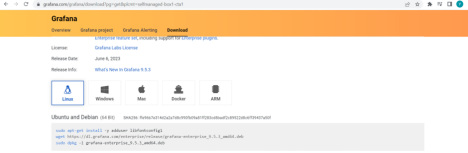 grafana.com/grafana/download?pg=get&plcmt=selfmanaged-box1-cta1
Grafana
Overview Grafana project Grafana Alerting Download
Enterprise feature set, including support for Enterprise plugins.
License: Grafana Labs License
Release Date: June 6, 2023
Release Info: What's New In Grafana 9.5.3
Linux Windows Mac Docker ARM
Ubuntu and Debian (64 Bit) SHA256:
sudo apt-get install -y adduser libfontconfig1
wget https://dl.grafana.com/enterprise/release/grafana-enterprise_9.5.3_amd64.deb
sudo dpkg -i grafana-enterprise_9.5.3_amd64.deb